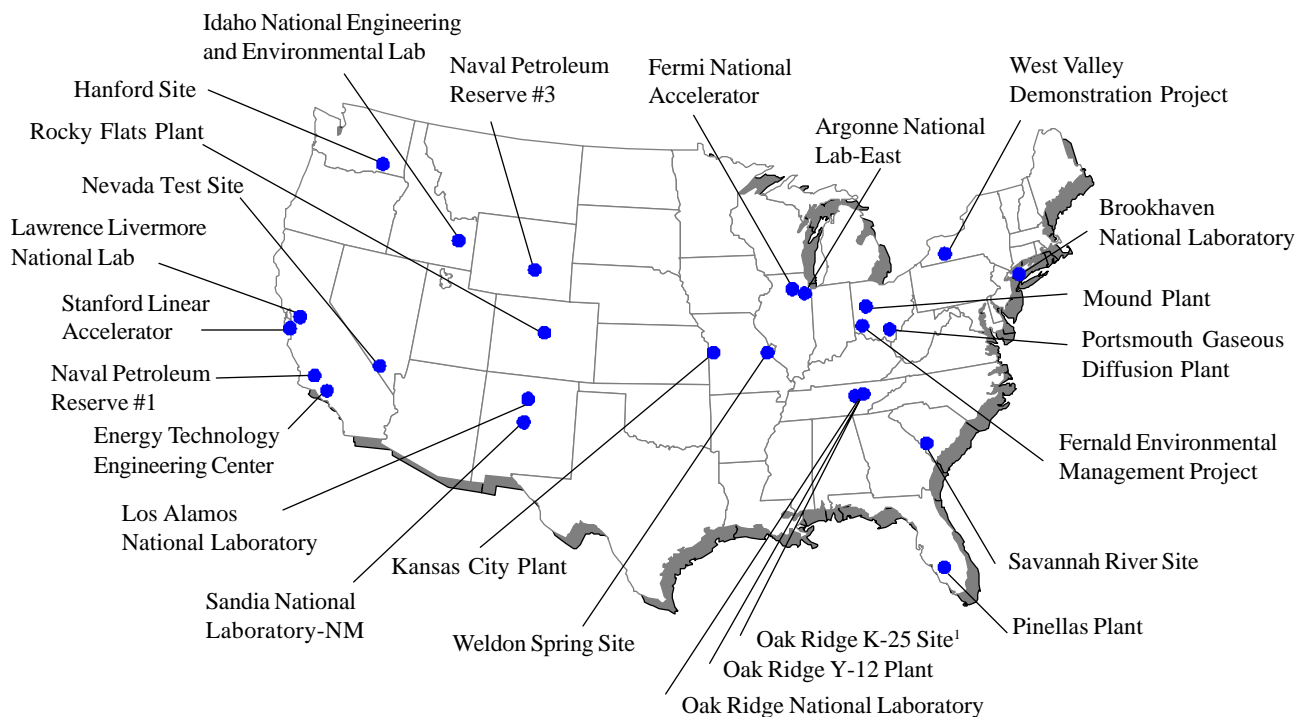 Idaho National Engineering
and Environmental Lab
Naval Petroleum
Reserve #3
Fermi National
Accelerator
West Valley
Demonstration Project
Hanford Site
Rocky Flats Plant
Argonne National
Lab-East
Nevada Test Site
Brookhaven
National Laboratory
Lawrence Livermore
National Lab
Stanford Linear
Accelerator
Mound Plant
Portsmouth Gaseous
Diffusion Plant
Naval Petroleum
Reserve #1
Energy Technology
Engineering Center
Fernald Environmental
Management Project
Los Alamos
National Laboratory
Kansas City Plant
Savannah River Site
Sandia National
Laboratory-NM
Weldon Spring Site
Oak Ridge K-25 Site¹
Pinellas Plant
Oak Ridge Y-12 Plant
Oak Ridge National Laboratory